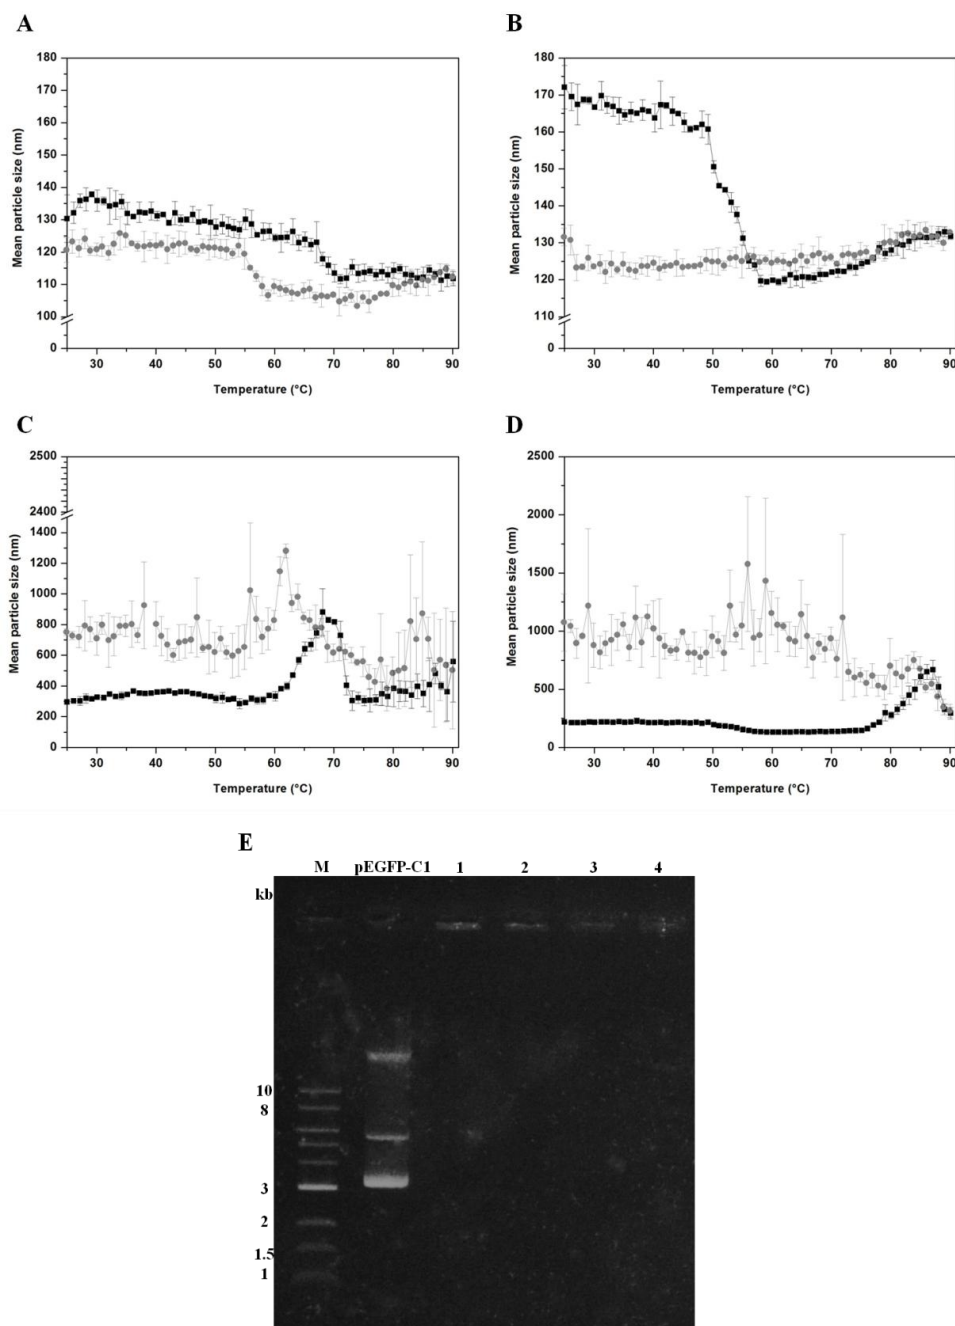 A
B
180
170
160
150
140
130
120
110
100
0
Mean particle size (nm)
30 40 50 60 70 80 90
Temperature (°C)
180
170
160
150
140
130
120
110
0
Mean particle size (nm)
30 40 50 60 70 80 90
Temperature (°C)
C
D
2500
2400
1400
1200
1000
800
600
400
200
0
Mean particle size (nm)
30 40 50 60 70 80 90
Temperature (°C)
2500
2000
1500
1000
500
0
Mean particle size (nm)
30 40 50 60 70 80 90
Temperature (°C)
E
M pEGFP-C1 1 2 3 4
kb
10
8
3
2
1.5
1